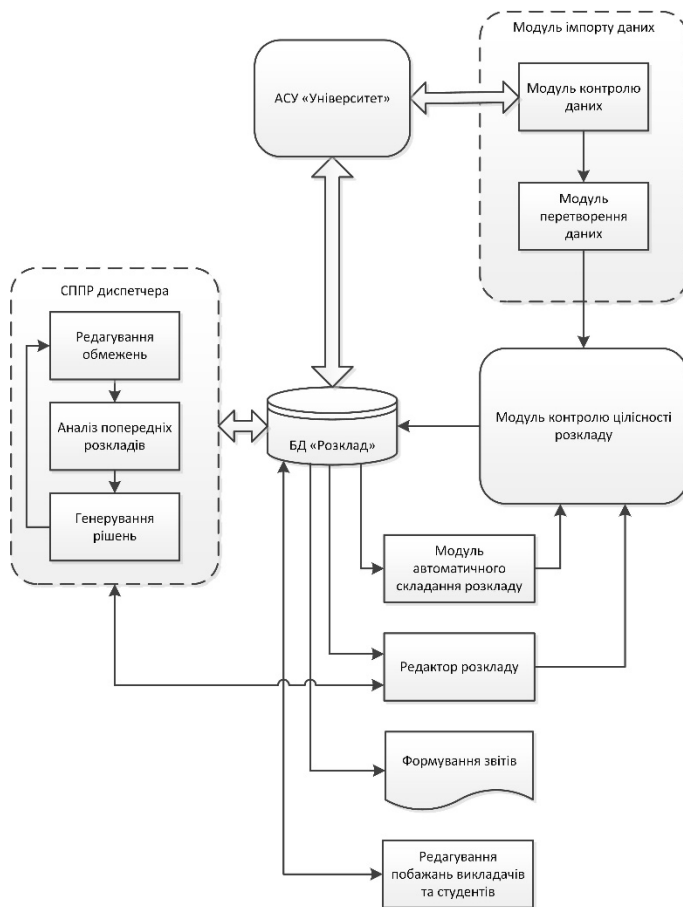 Модуль імпорту даних
АСУ «Університет»
Модуль контролю
даних
Модуль
перетворення
даних
СППР диспетчера
Редагування
обмежень
Аналіз попередніх
розкладів
Генерування
рішень
БД «Розклад»
Модуль контролю цілісності
розкладу
Модуль
автоматичного
складання розкладу
Редактор розкладу
Формування звітів
Редагування
побажань викладачів
та студентів